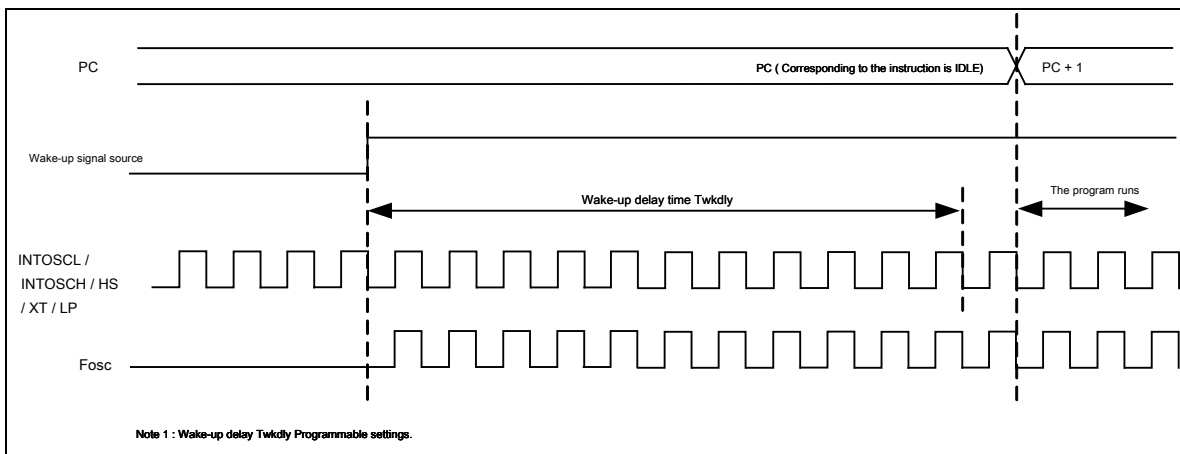 PC
PC ( Corresponding to the instruction is IDLE)
PC + 1
Wake-up signal source
Wake-up delay time Twkdly
The program runs
INTOSCL /
INTOSCH / HS
/ XT / LP
Fosc
Note 1 : Wake-up delay Twkdly Programmable settings.